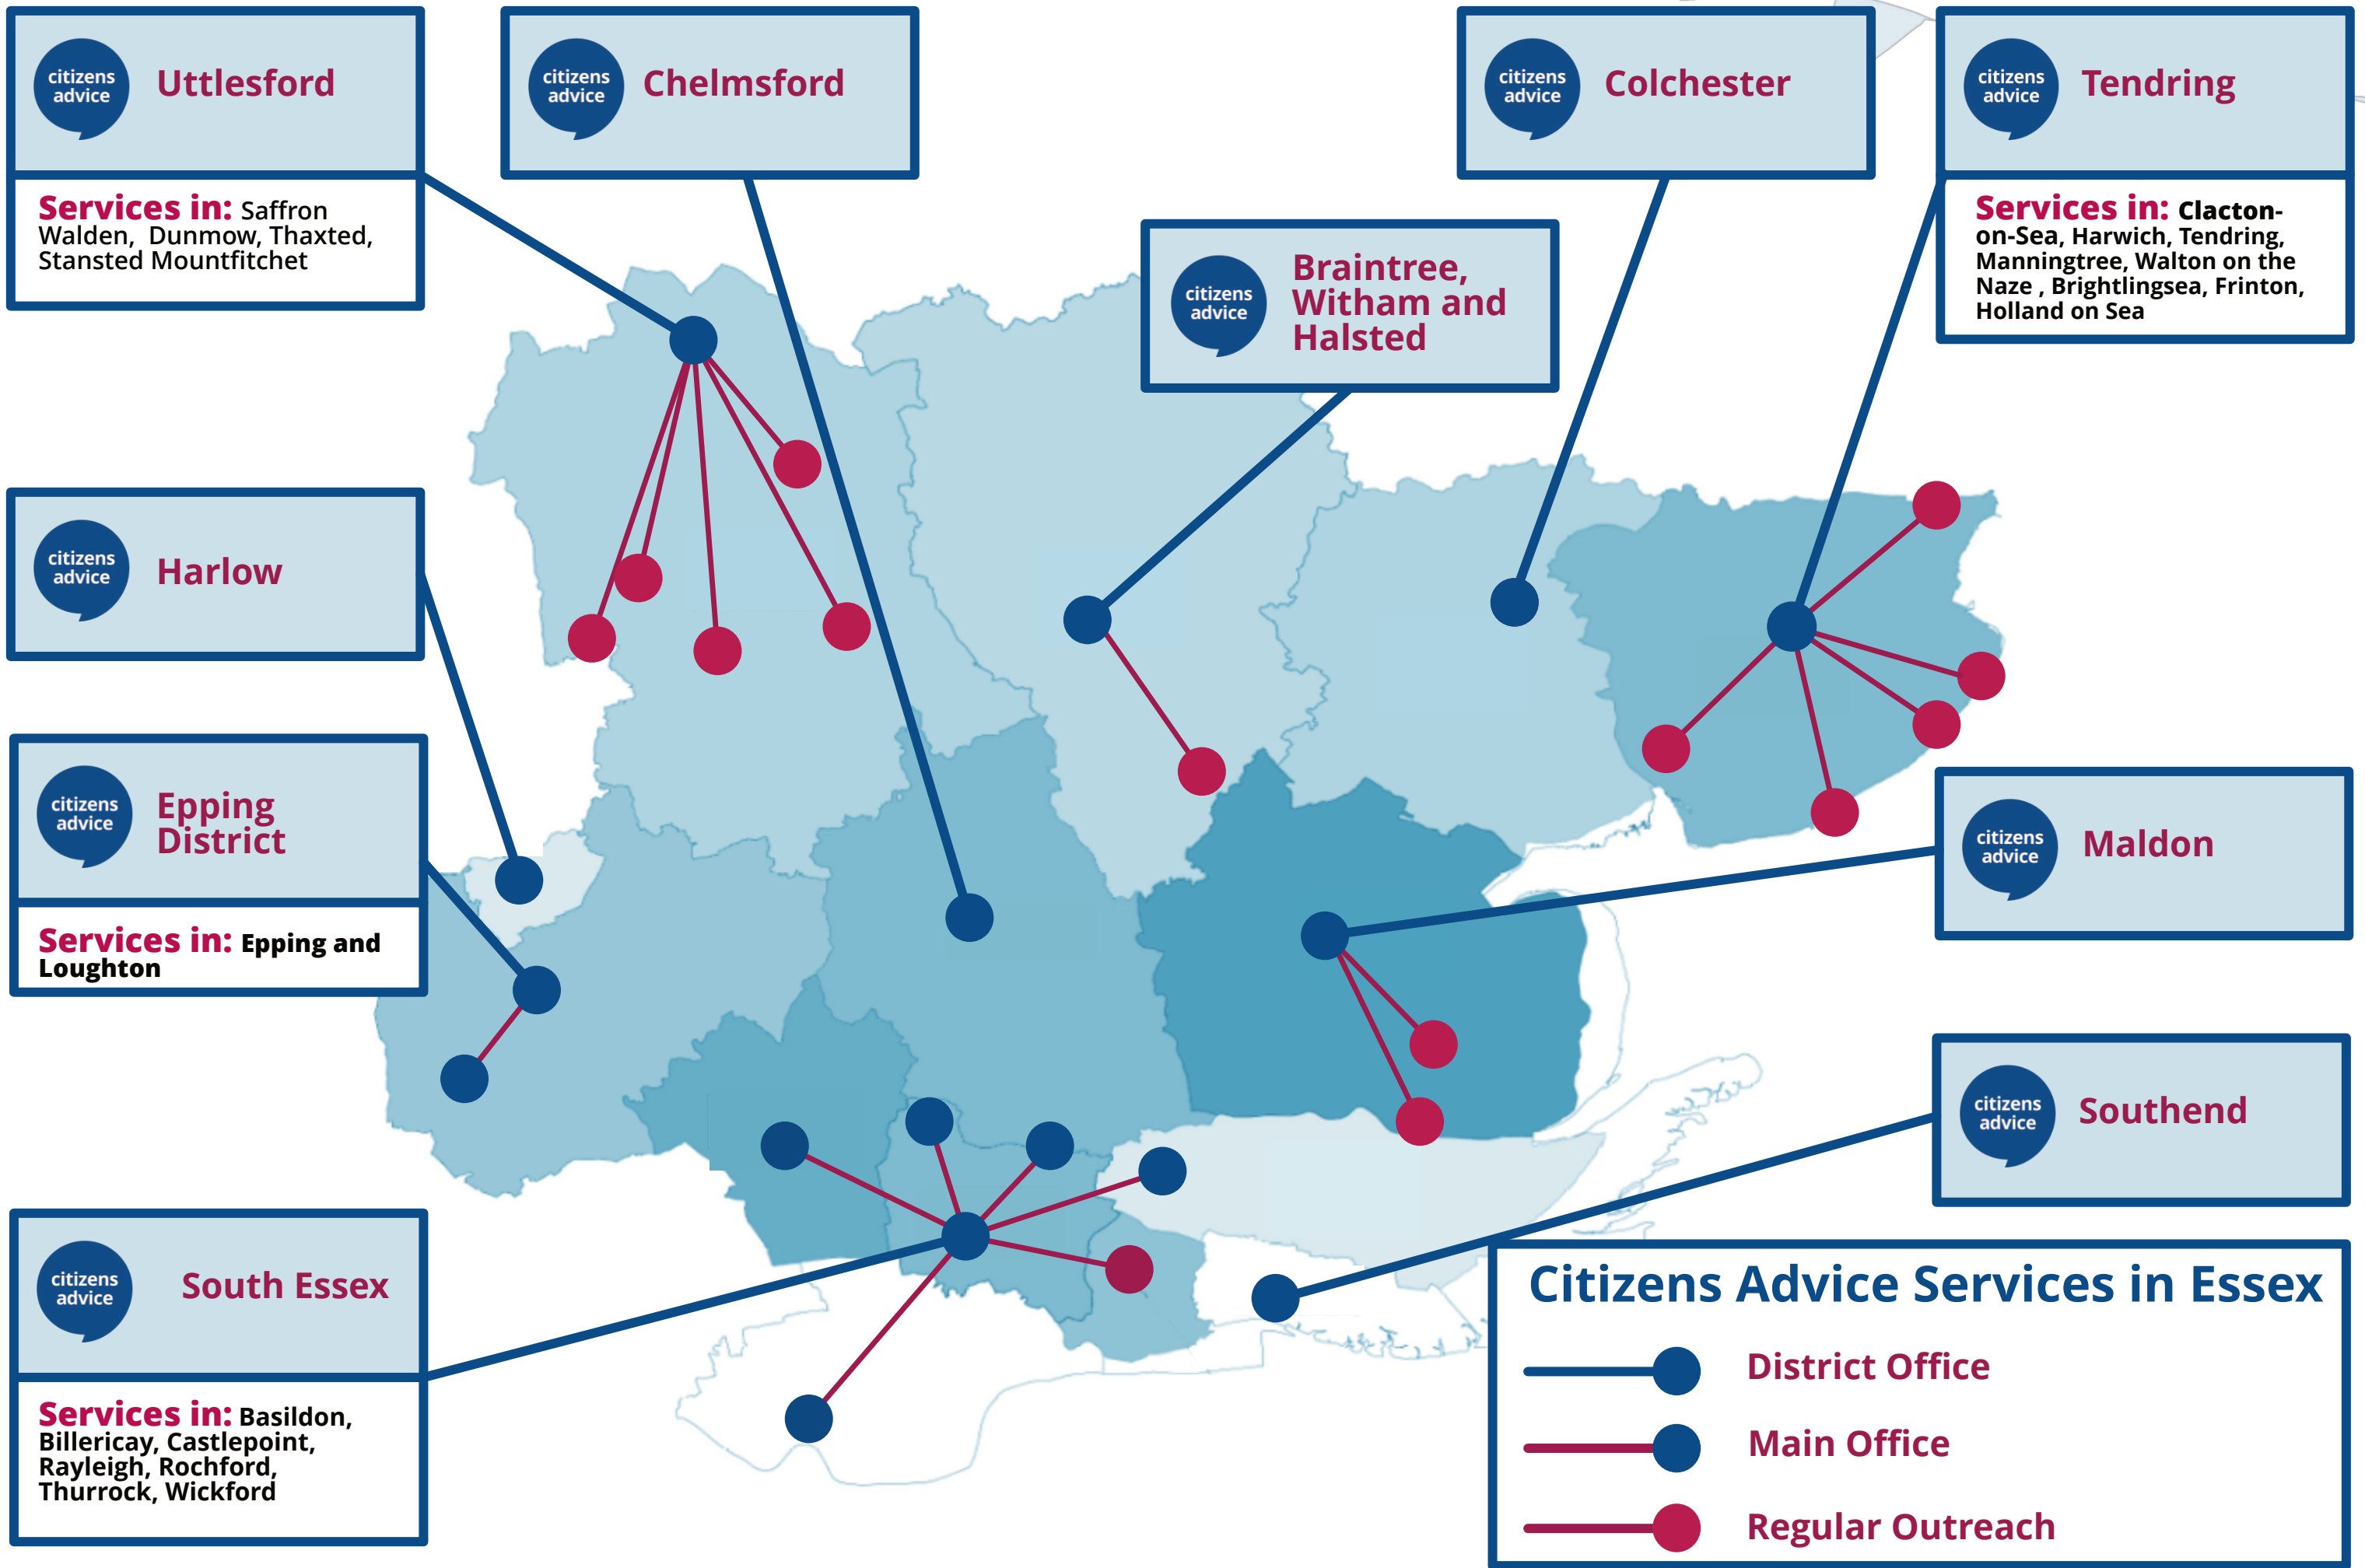 citizens
advice
Uttlesford
Services in: Saffron
Walden,  Dunmow, Thaxted,
Stansted Mountfitchet
citizens
advice
Chelmsford
citizens
advice
Colchester
citizens
advice
Tendring
Services in: Clacton-
on-Sea, Harwich, Tendring,
Manningtree, Walton on the
Naze , Brightlingsea, Frinton,
Holland on Sea
citizens
advice
Braintree,
Witham and
Halsted
citizens
advice
Harlow
citizens
advice
Epping
District
Services in: Epping and
Loughton
citizens
advice
Maldon
citizens
advice
Southend
citizens
advice
South Essex
Services in: Basildon,
Billericay, Castlepoint,
Rayleigh, Rochford,
Thurrock, Wickford
Citizens Advice Services in Essex
District Office
Main Office
Regular Outreach